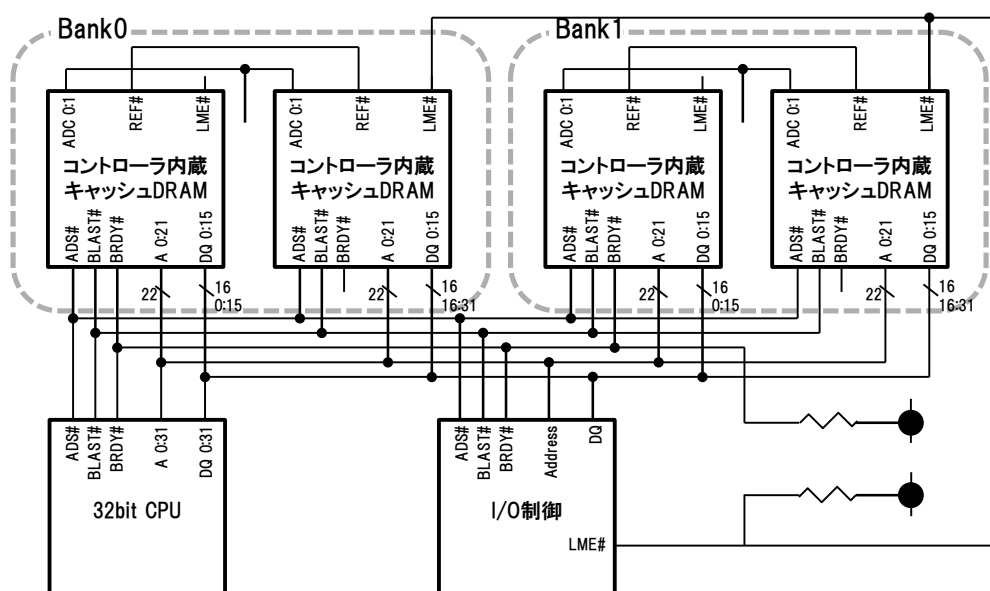 Bank0
Bank1
ADC 0:1
REF#
LME#
ADC 0:1
REF#
LME#
ADC 0:1
REF#
LME#
ADC 0:1
REF#
LME#
コントローラ内蔵
キャッシュDRAM
コントローラ内蔵
キャッシュDRAM
コントローラ内蔵
キャッシュDRAM
コントローラ内蔵
キャッシュDRAM
ADS#
BLAST#
BRDY#
A 0:21
DQ 0:15
ADS#
BLAST#
BRDY#
A 0:21
DQ 0:15
ADS#
BLAST#
BRDY#
A 0:21
DQ 0:15
ADS#
BLAST#
BRDY#
A 0:21
DQ 0:15
22
16
0:15
22
16
16:31
22
16
0:15
22
16
16:31
ADS#
BLAST#
BRDY#
A 0:31
DQ 0:31
ADS#
BLAST#
BRDY#
Address
DQ
32bit CPU
I/O制御
LME#